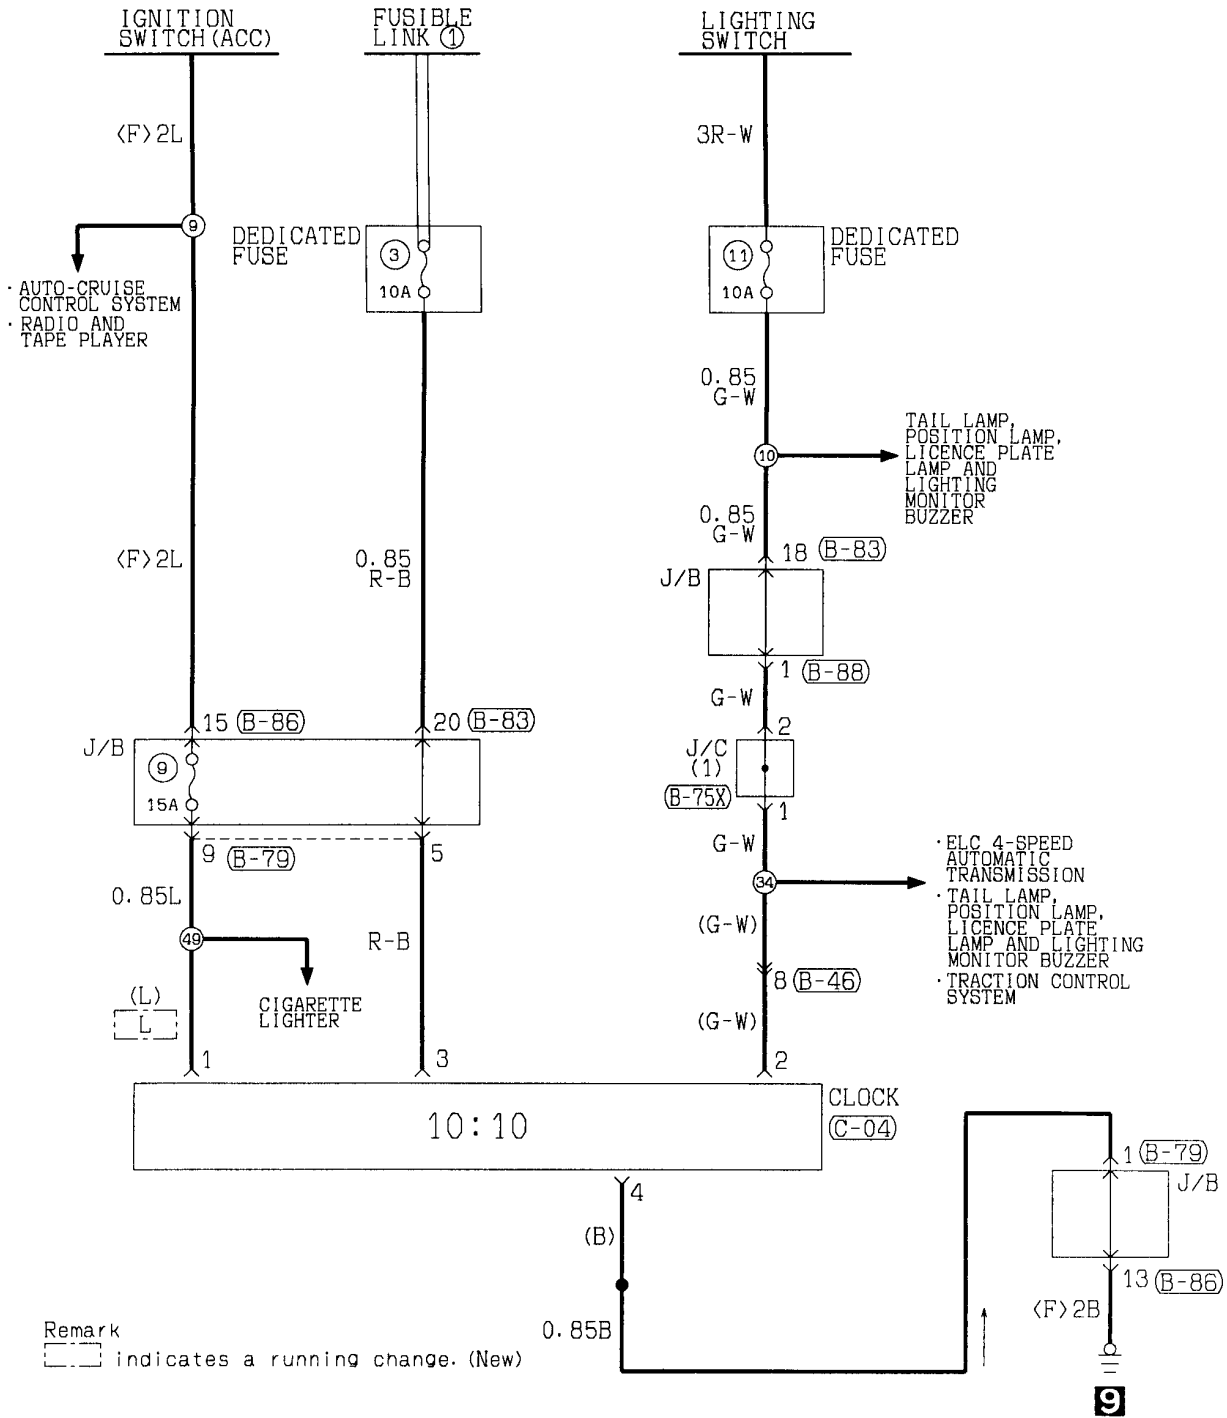 IGNITION
SWITCH(ACC)
FUSIBLE
LINK ①
LIGHTING
SWITCH
<F>2L
3R-W
9
DEDICATED
FUSE
3
10A
11
10A
DEDICATED
FUSE
· AUTO-CRUISE
CONTROL SYSTEM
· RADIO AND
TAPE PLAYER
0.85
G-W
10
TAIL LAMP,
POSITION LAMP,
LICENCE PLATE
LAMP AND
LIGHTING
MONITOR
BUZZER
0.85
G-W
<F>2L
0.85
R-B
18 (B-83)
J/B
1 (B-88)
G-W
15 (B-86)
20 (B-83)
2
J/B
9
15A
J/C
(1)
(B-75X)
1
9 (B-79)
5
G-W
0.85L
34
· ELC 4-SPEED
AUTOMATIC
TRANSMISSION
· TAIL LAMP,
POSITION LAMP,
LICENCE PLATE
LAMP AND LIGHTING
MONITOR BUZZER
· TRACTION CONTROL
SYSTEM
(G-W)
49
R-B
8 (B-46)
CIGARETTE
LIGHTER
(L)
L
(G-W)
1
3
2
10:10
CLOCK
(C-04)
4
1 (B-79)
J/B
(B)
13 (B-86)
<F>2B
0.85B
9
Remark
indicates a running change. (New)